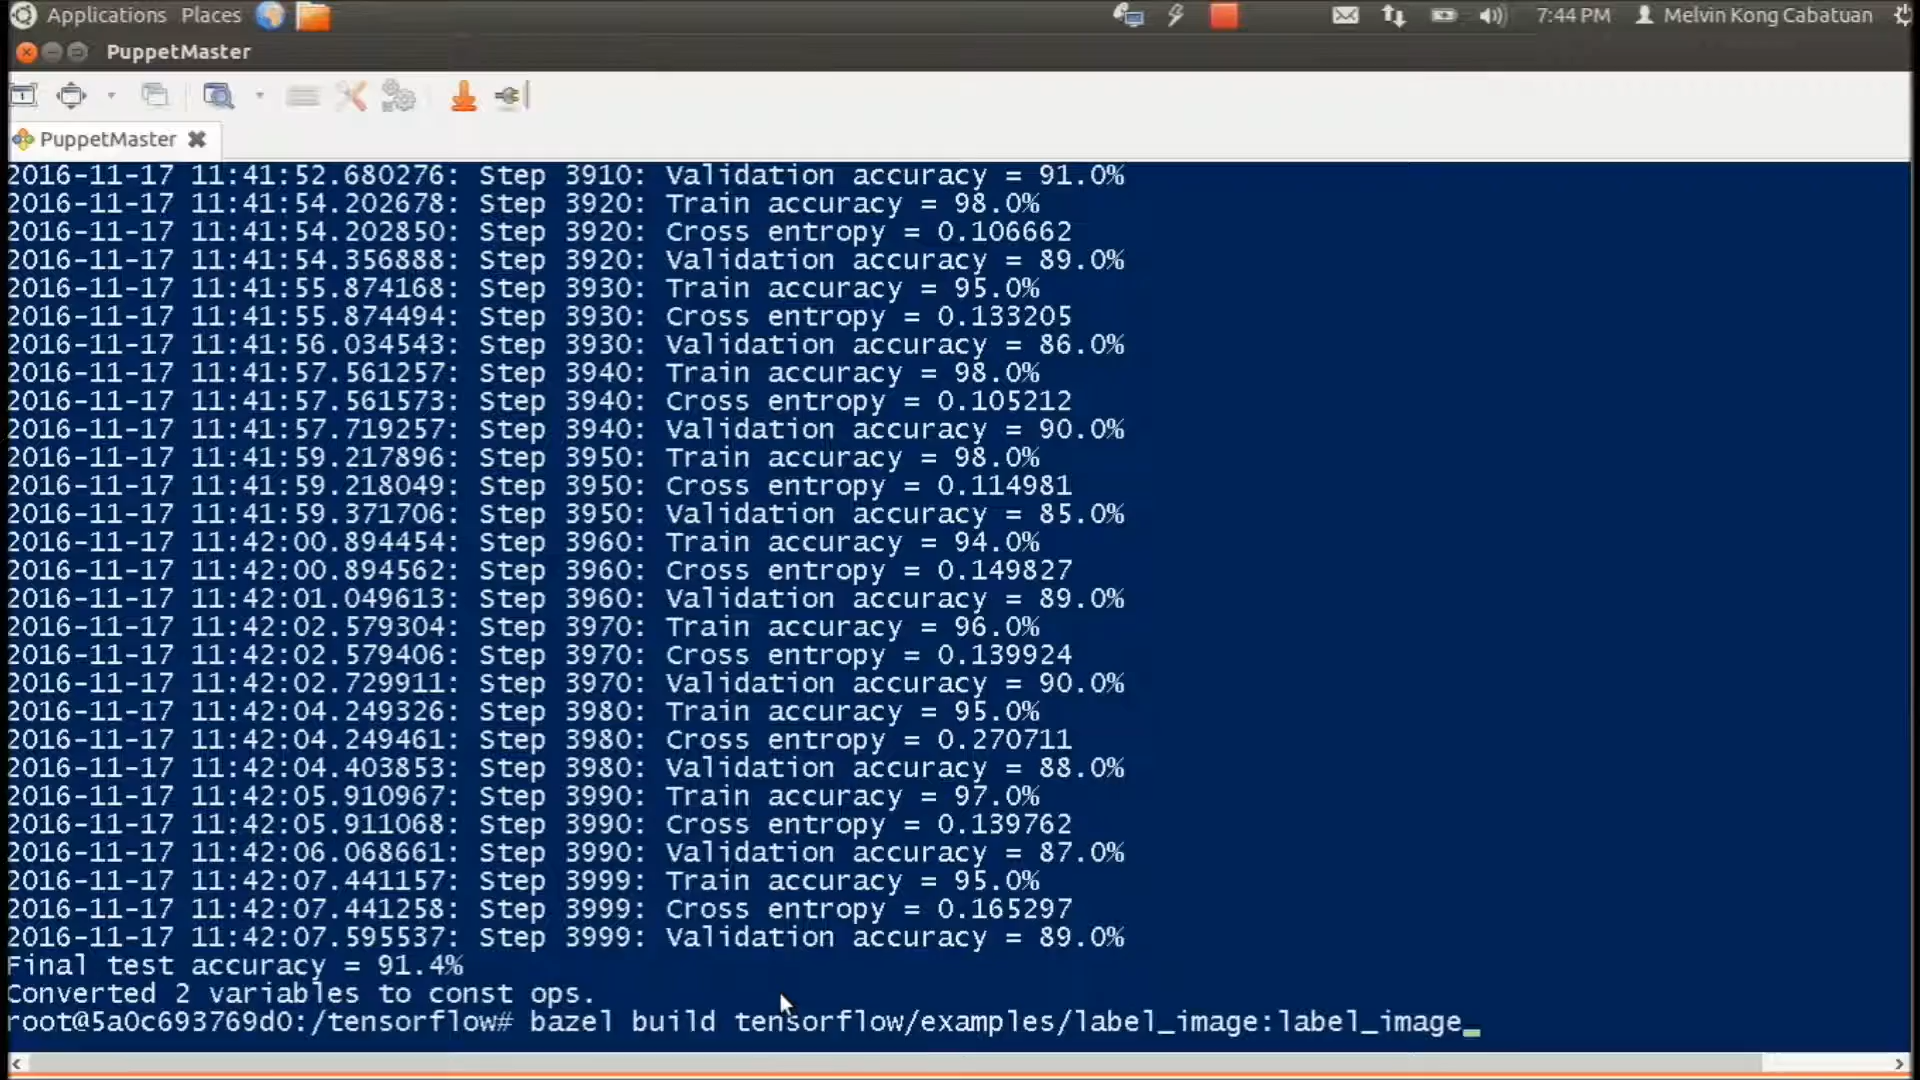 Applications Places 7:44 PM Melvin Kong Cabatuan
PuppetMaster
PuppetMaster
2016-11-17 11:41:52.680276: Step 3910: Validation accuracy = 91.0%
2016-11-17 11:41:54.202678: Step 3920: Train accuracy = 98.0%
2016-11-17 11:41:54.202850: Step 3920: Cross entropy = 0.106662
2016-11-17 11:41:54.356888: Step 3920: Validation accuracy = 89.0%
2016-11-17 11:41:55.874168: Step 3930: Train accuracy = 95.0%
2016-11-17 11:41:55.874494: Step 3930: Cross entropy = 0.133205
2016-11-17 11:41:56.034543: Step 3930: Validation accuracy = 86.0%
2016-11-17 11:41:57.561257: Step 3940: Train accuracy = 98.0%
2016-11-17 11:41:57.561573: Step 3940: Cross entropy = 0.105212
2016-11-17 11:41:57.719257: Step 3940: Validation accuracy = 90.0%
2016-11-17 11:41:59.217896: Step 3950: Train accuracy = 98.0%
2016-11-17 11:41:59.218049: Step 3950: Cross entropy = 0.114981
2016-11-17 11:41:59.371706: Step 3950: Validation accuracy = 85.0%
2016-11-17 11:42:00.894454: Step 3960: Train accuracy = 94.0%
2016-11-17 11:42:00.894562: Step 3960: Cross entropy = 0.149827
2016-11-17 11:42:01.049613: Step 3960: Validation accuracy = 89.0%
2016-11-17 11:42:02.579304: Step 3970: Train accuracy = 96.0%
2016-11-17 11:42:02.579406: Step 3970: Cross entropy = 0.139924
2016-11-17 11:42:02.729911: Step 3970: Validation accuracy = 90.0%
2016-11-17 11:42:04.249326: Step 3980: Train accuracy = 95.0%
2016-11-17 11:42:04.249461: Step 3980: Cross entropy = 0.270711
2016-11-17 11:42:04.403853: Step 3980: Validation accuracy = 88.0%
2016-11-17 11:42:05.910967: Step 3990: Train accuracy = 97.0%
2016-11-17 11:42:05.911068: Step 3990: Cross entropy = 0.139762
2016-11-17 11:42:06.068661: Step 3990: Validation accuracy = 87.0%
2016-11-17 11:42:07.441157: Step 3999: Train accuracy = 95.0%
2016-11-17 11:42:07.441258: Step 3999: Cross entropy = 0.165297
2016-11-17 11:42:07.595537: Step 3999: Validation accuracy = 89.0%
Final test accuracy = 91.4%
Converted 2 variables to const ops.
root@5a0c693769d0:/tensorflow# bazel build tensorflow/examples/label_image:label_image